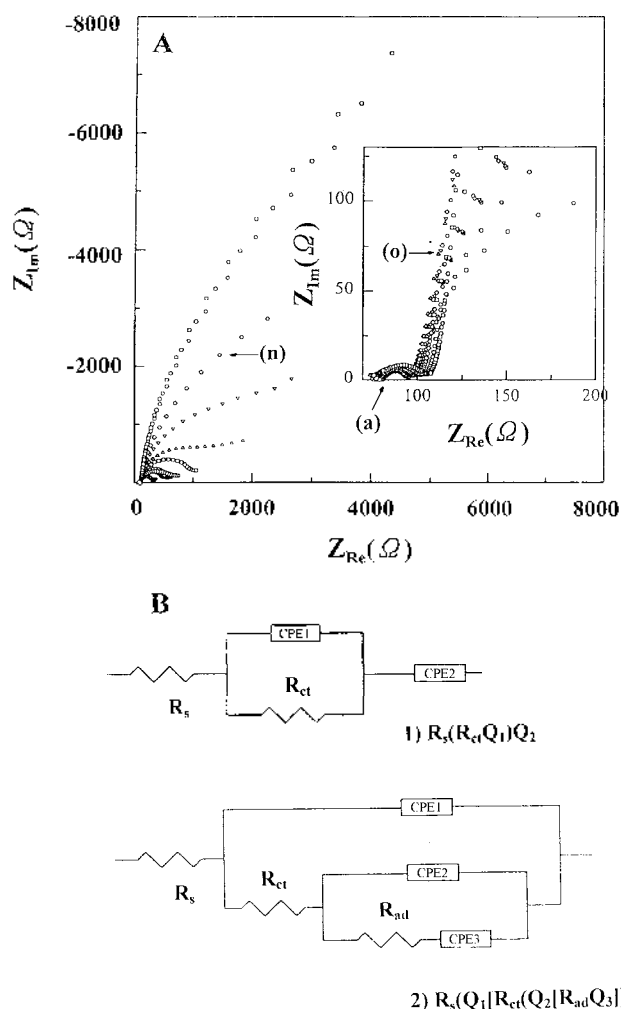 A
-8000
-6000
-4000
-2000
0
Z_Im(Ω)
0 2000 4000 6000 8000
Z_Re(Ω)
(n)
100
50
0
Z_Im(Ω)
(o)
(a)
100 150 200
Z_Re(Ω)
B
CPE1
R_s
R_ct
CPE2
1) R_s(R_ctQ_1)Q_2
CPE1
R_s
R_ct
CPE2
R_ad
CPE3
2) R_s(Q_1[R_ct(Q_2[R_adQ_3]